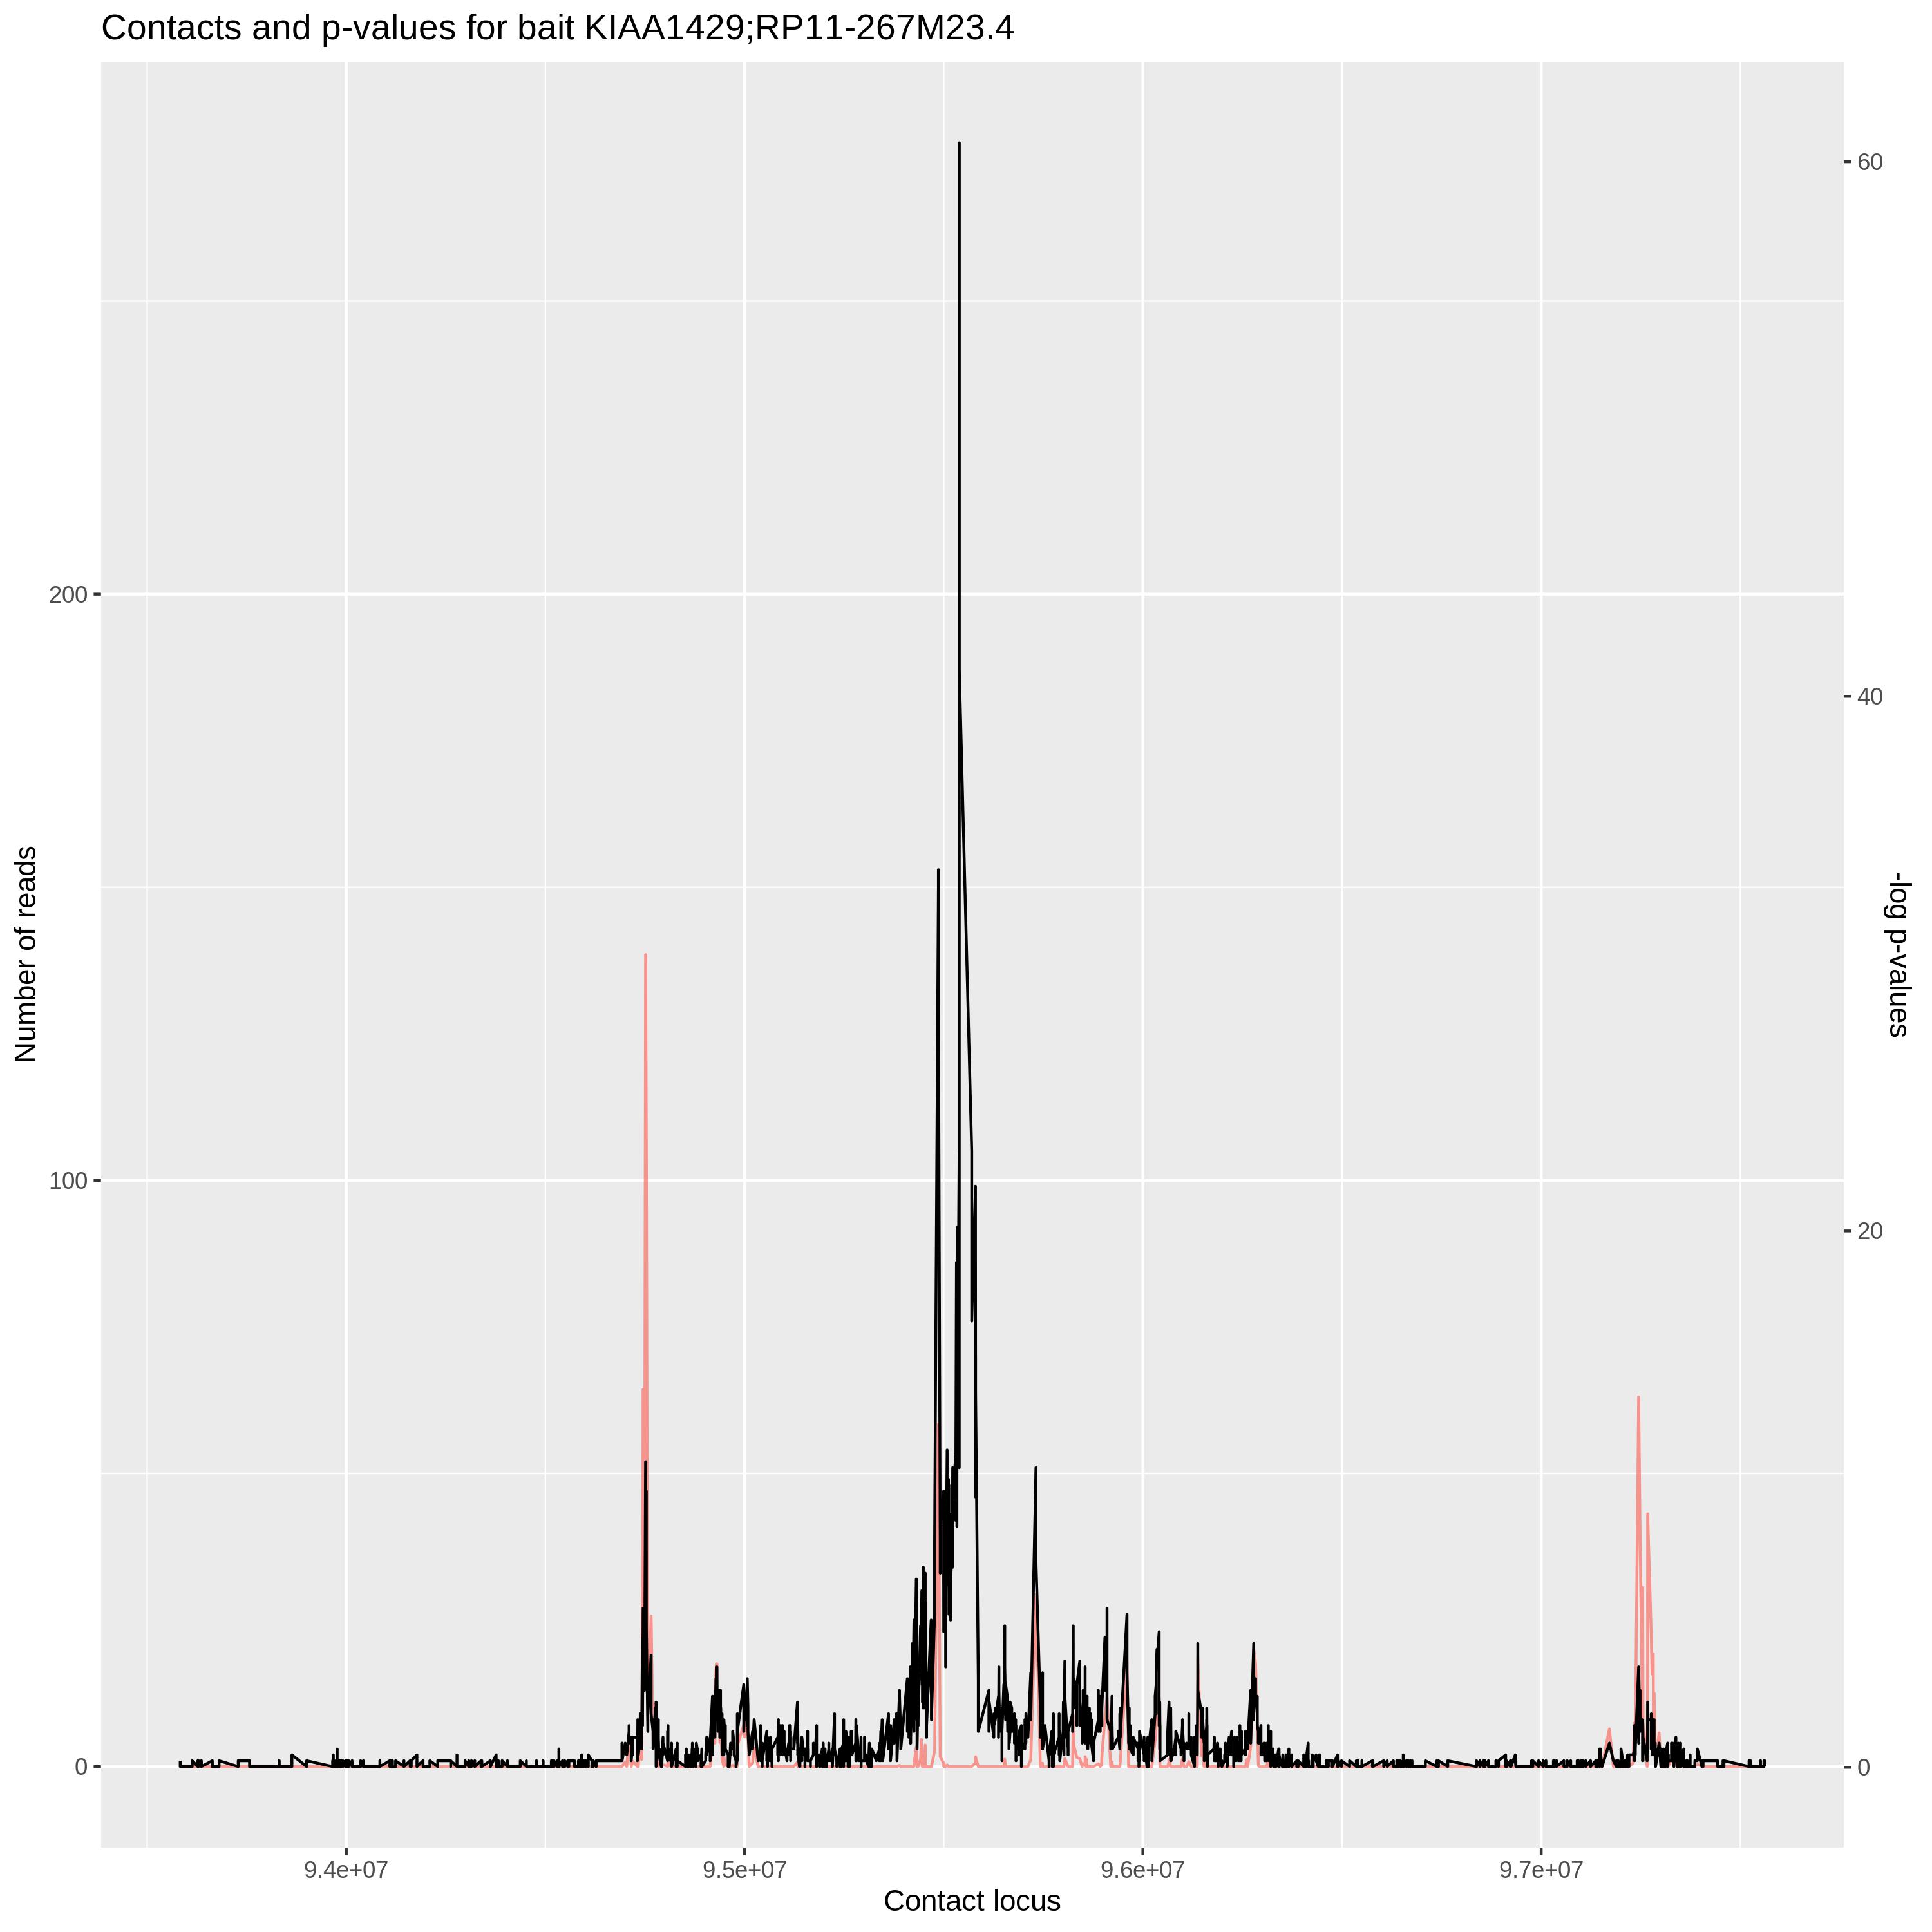 Contacts and p-values for bait KIAA1429;RP11-267M23.4
Number of reads
200
100
0
60
40
20
0
-log p-values
9.4e+07
9.5e+07
9.6e+07
9.7e+07
Contact locus